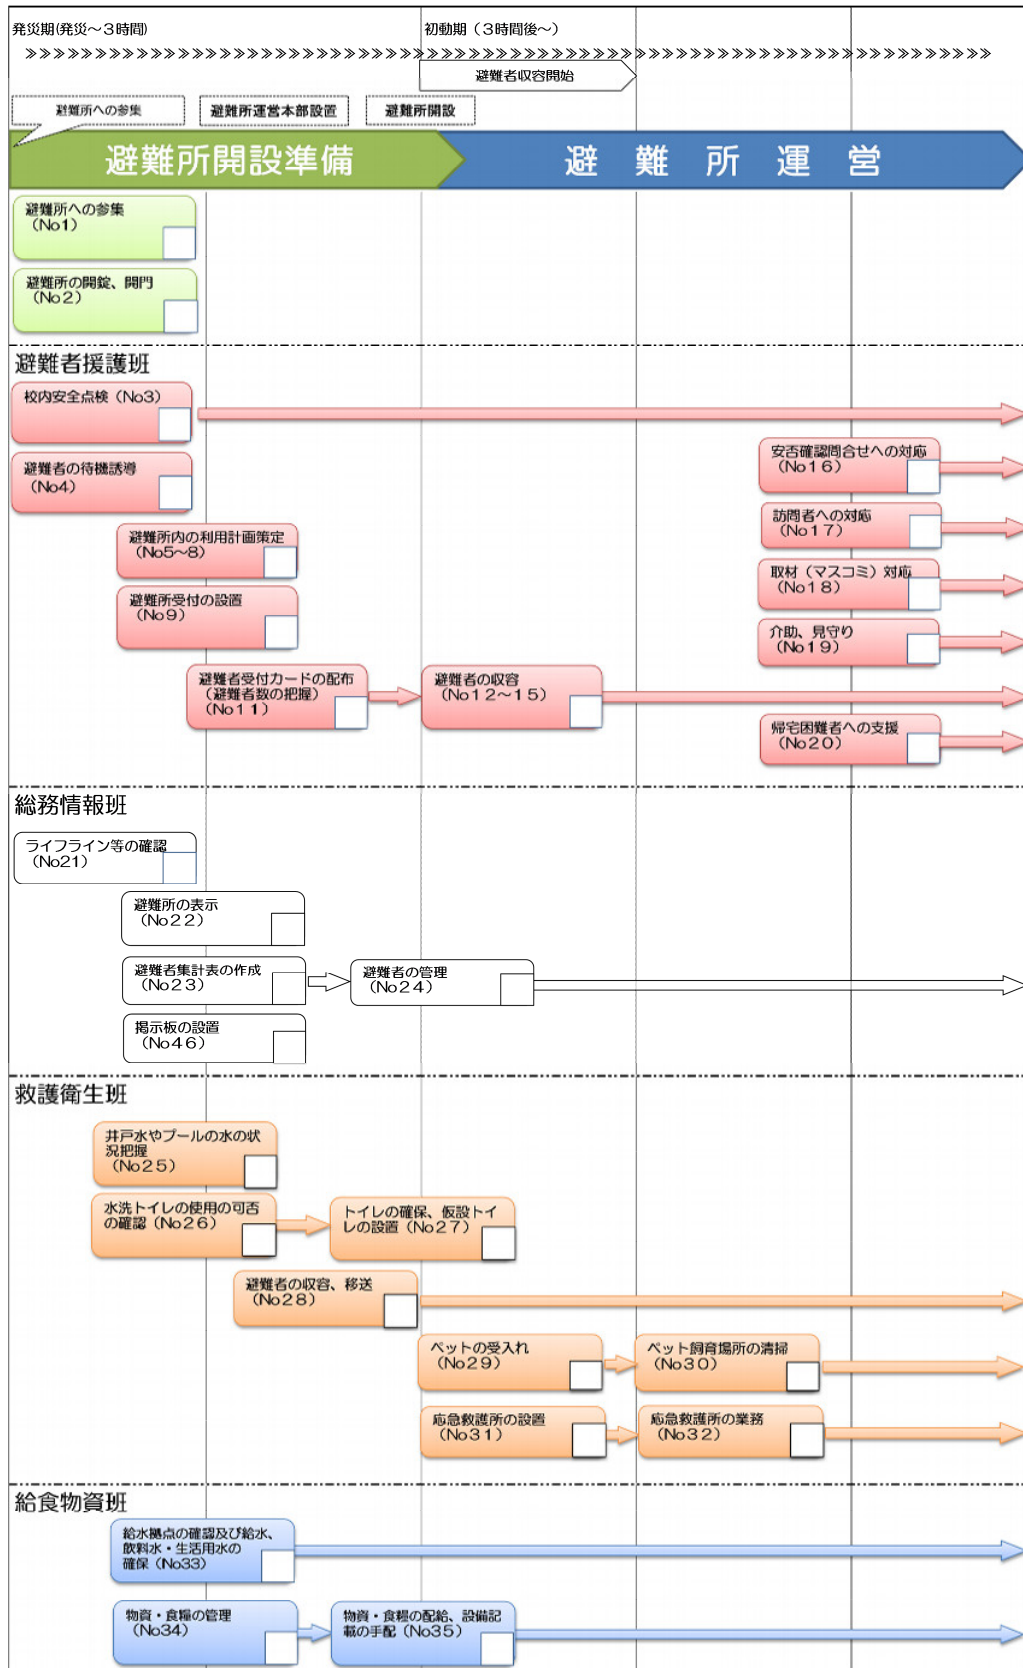 発災期(発災～３時間)
初動期（３時間後～）
避難者収容開始
避難所への参集
避難所運営本部設置
避難所開設
避難所開設準備
避難所運営
避難所への参集
（No１）
避難所の開錠、開門
（No２）
避難者援護班
校内安全点検（No3）
避難者の待機誘導
（No4）
安否確認問合せへの対応
（No１６）
訪問者への対応
（No１７）
避難所内の利用計画策定
（No5～8）
取材（マスコミ）対応
（No１８）
避難所受付の設置
（No９）
介助、見守り
（No１９）
避難者受付カードの配布
（避難者数の把握）
（No１１）
避難者の収容
（No１２～１５）
帰宅困難者への支援
（No２０）
総務情報班
ライフライン等の確認
（No21）
避難所の表示
（No２２）
避難者集計表の作成
（No２３）
避難者の管理
（No２４）
掲示板の設置
（No４６）
救護衛生班
井戸水やプールの水の状
況把握
（No２５）
水洗トイレの使用の可否
の確認（No２６）
トイレの確保、仮設トイ
レの設置（No２７）
避難者の収容、移送
（No２８）
ペットの受入れ
（No２９）
ペット飼育場所の清掃
（No３０）
応急救護所の設置
（No３１）
応急救護所の業務
（No３２）
給食物資班
給水拠点の確認及び給水、
飲料水・生活用水の
確保（No33）
物資・食糧の管理
（No34）
物資・食糧の配給、設備記
載の手配（No35）